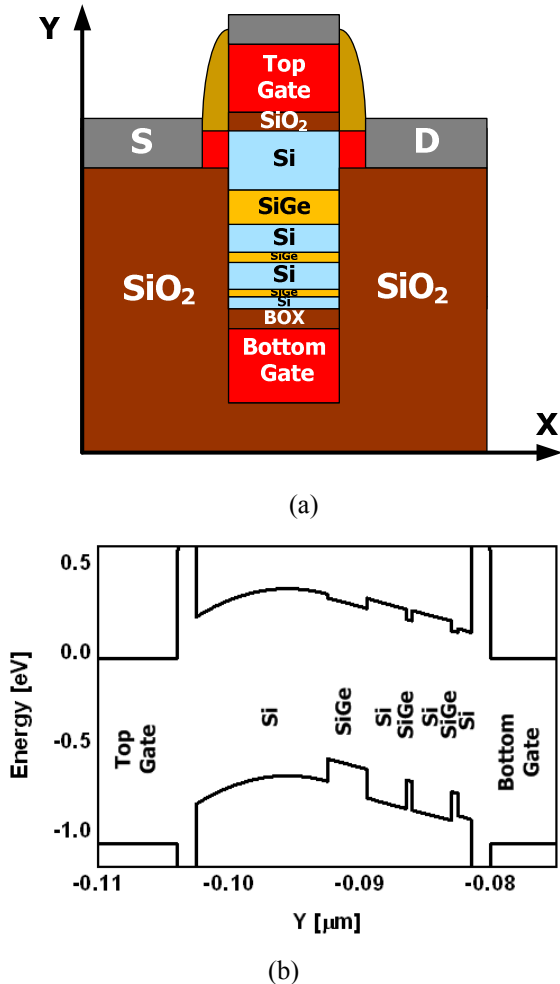 Y
Top
Gate
SiO2
S
Si
D
SiGe
Si
SiGe
SiO2
Si
SiO2
SiGe
Si
BOX
Bottom
Gate
X
(a)
0.5
0.0
-0.5
-1.0
Energy [eV]
Top
Gate
Si
SiGe
Si
SiGe
Si
SiGe
Si
Bottom
Gate
-0.11
-0.10
-0.09
-0.08
Y [µm]
(b)